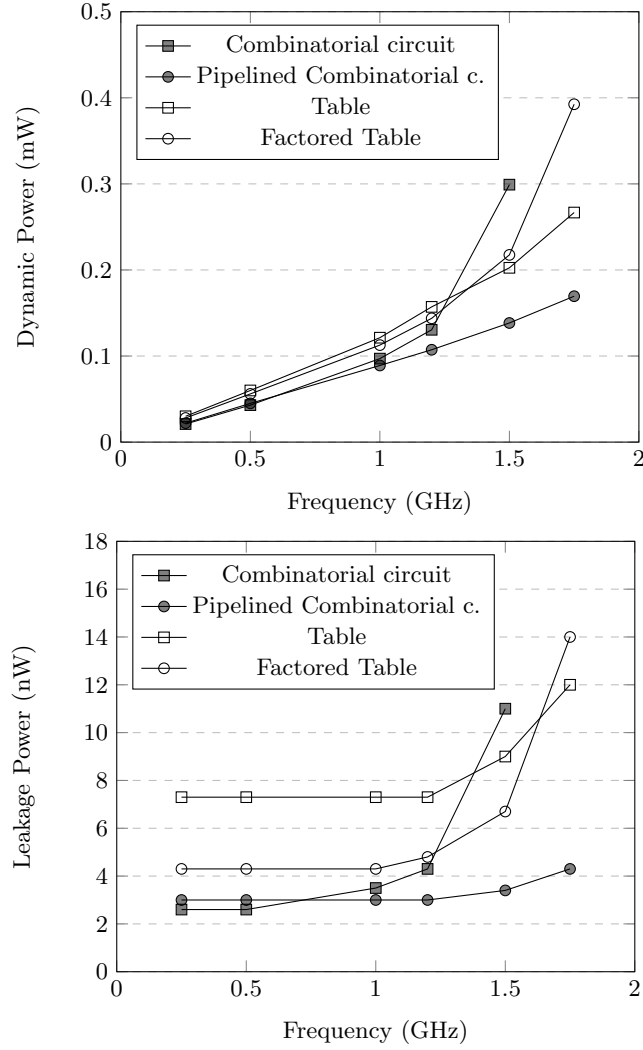 0.5
0.4
0.3
0.2
0.1
0
Dynamic Power (mW)
Combinatorial circuit
Pipelined Combinatorial c.
Table
Factored Table
0 0.5 1 1.5 2
Frequency (GHz)
18
16
14
12
10
8
6
4
2
0
Leakage Power (nW)
Combinatorial circuit
Pipelined Combinatorial c.
Table
Factored Table
0 0.5 1 1.5 2
Frequency (GHz)